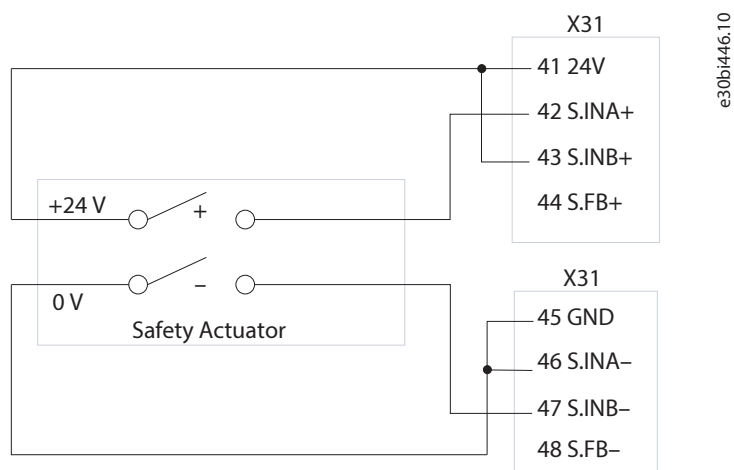 X31
41 24V
42 S.INA+
43 S.INB+
44 S.FB+
e30bi446.10
+24 V
+
0 V
–
Safety Actuator
X31
45 GND
46 S.INA–
47 S.INB–
48 S.FB–